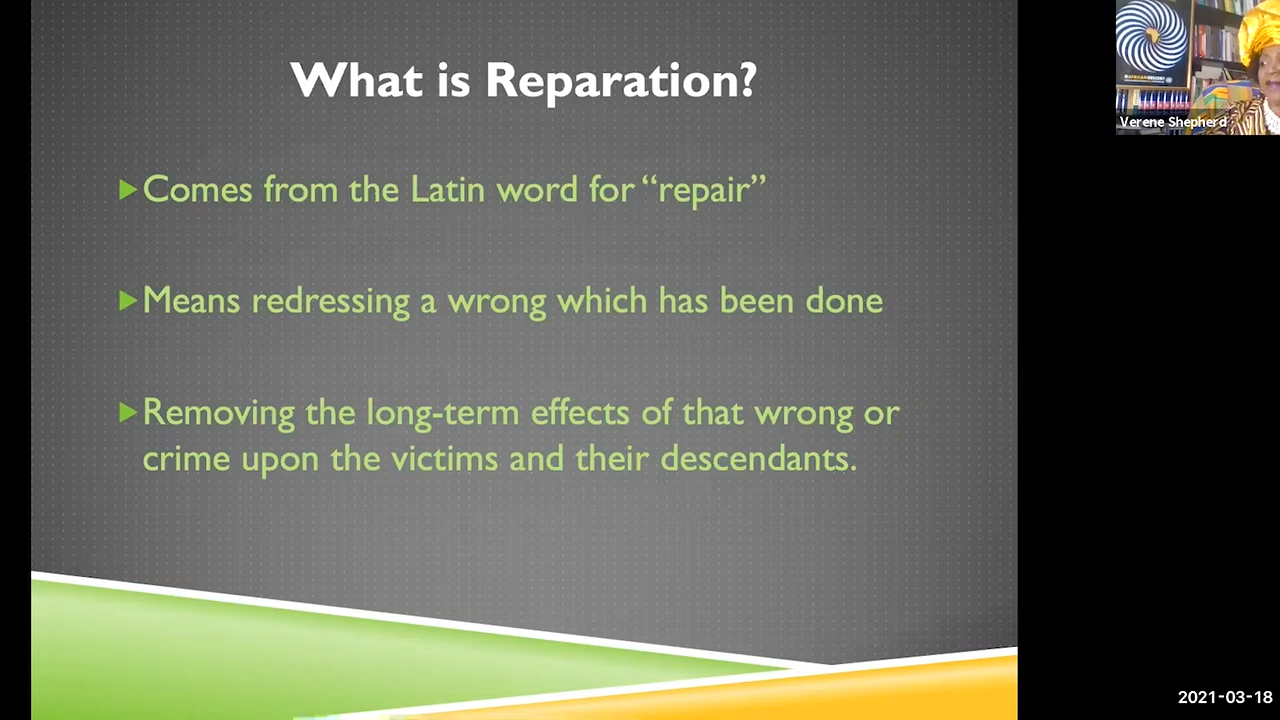 What is Reparation?
Comes from the Latin word for “repair”
Means redressing a wrong which has been done
Removing the long-term effects of that wrong or
crime upon the victims and their descendants.
Verene Shepherd
2021-03-18